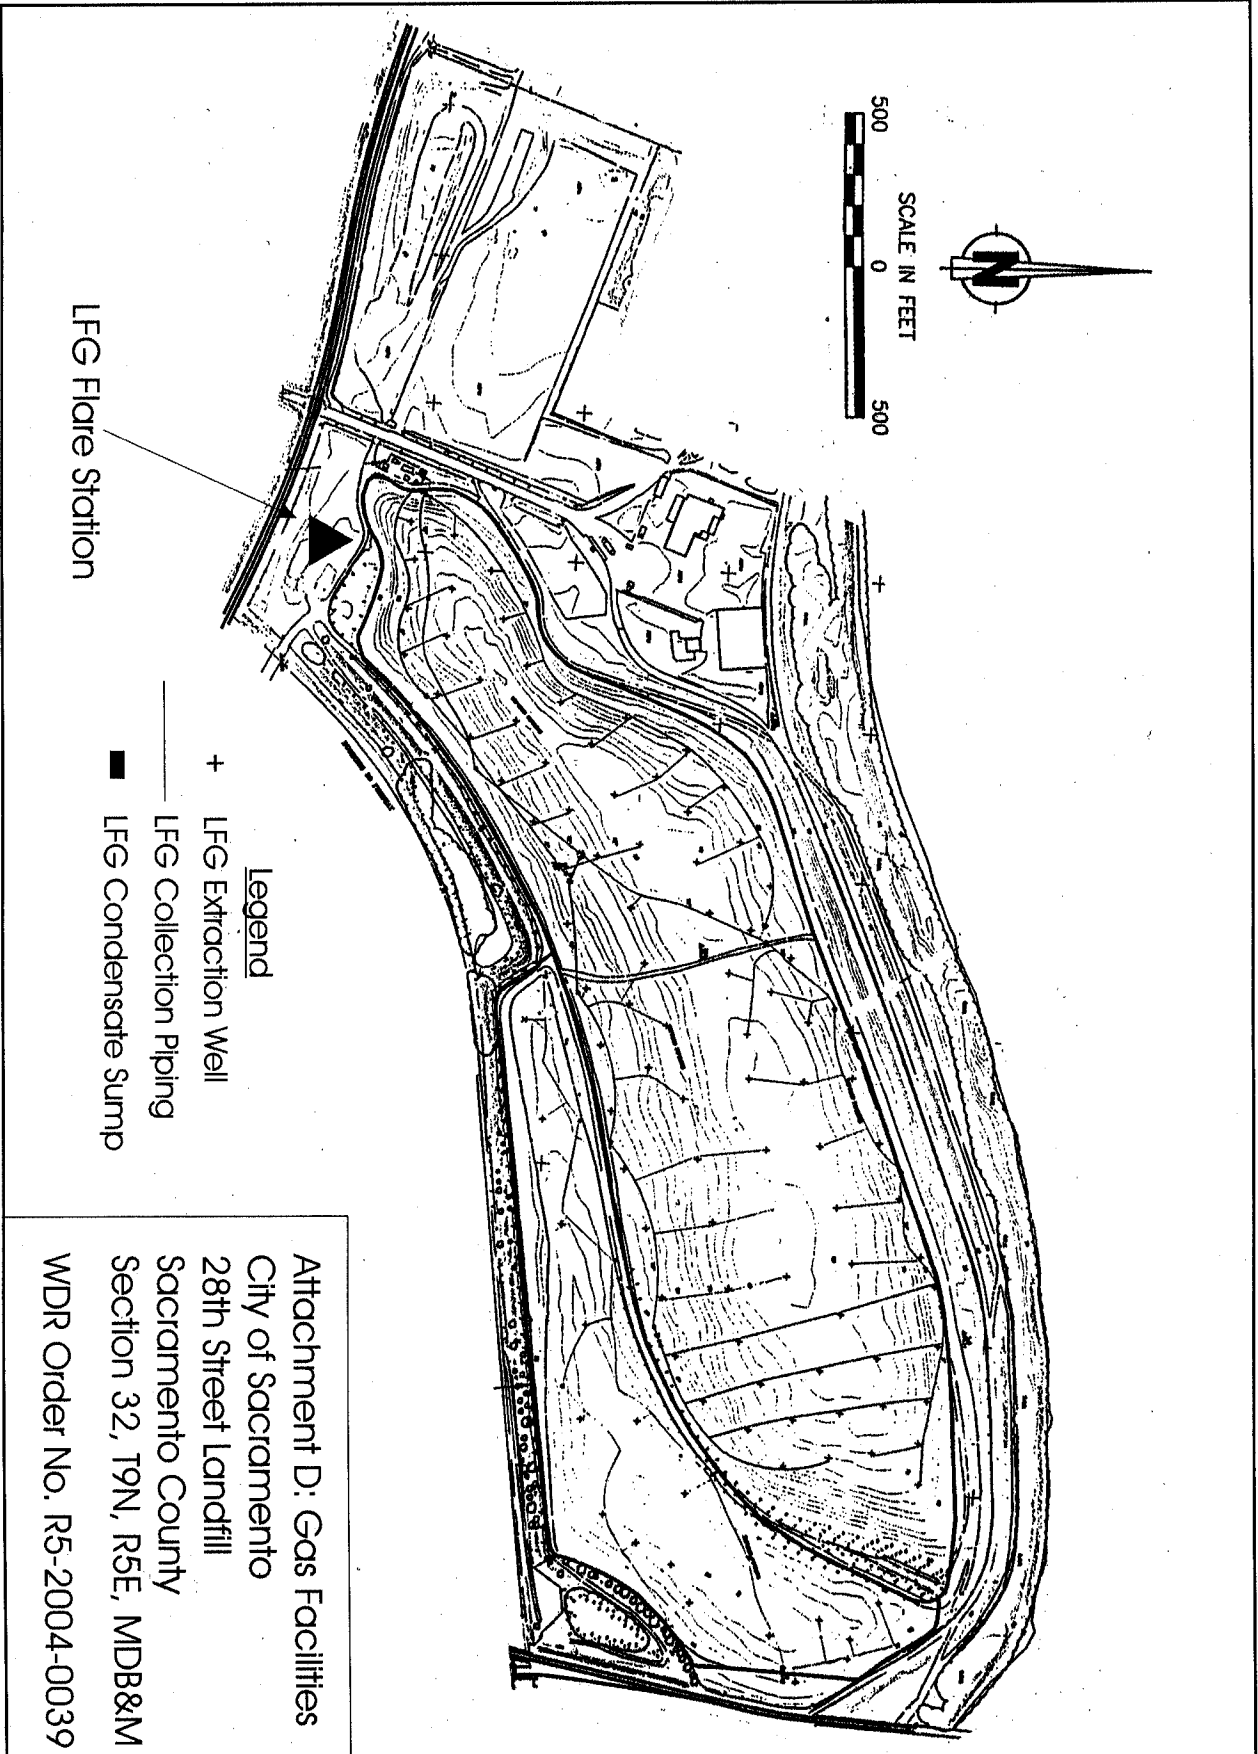 500 0 500
SCALE IN FEET
N
LFG Flare Station
Legend
+ LFG Extraction Well
LFG Collection Piping
LFG Condensate Sump
Attachment D: Gas Facilities
City of Sacramento
28th Street Landfill
Sacramento County
Section 32, T9N, R5E, MDB&M
WDR Order No. R5-2004-0039